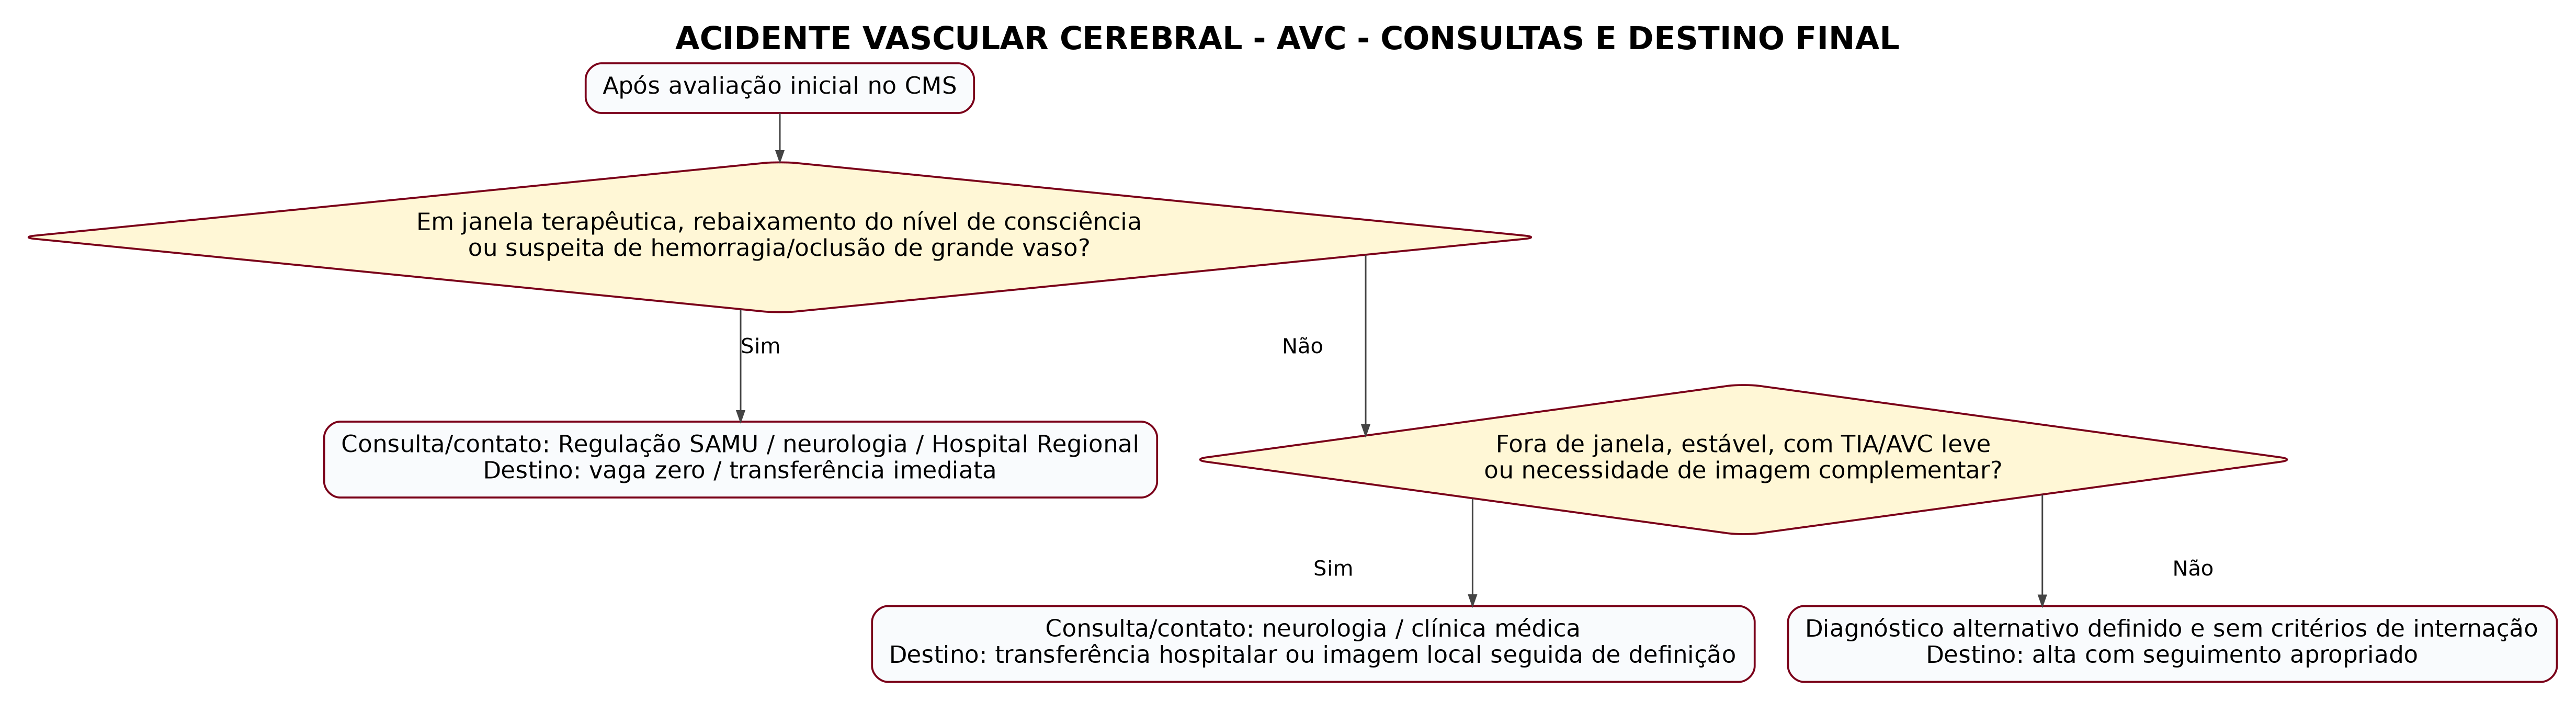 ACIDENTE VASCULAR CEREBRAL - AVC - CONSULTAS E DESTINO FINAL
Após avaliação inicial no CMS
Em janela terapêutica, rebaixamento do nível de consciência
ou suspeita de hemorragia/oclusão de grande vaso?
Sim
Não
Consulta/contato: Regulação SAMU / neurologia / Hospital Regional
Destino: vaga zero / transferência imediata
Fora de janela, estável, com TIA/AVC leve
ou necessidade de imagem complementar?
Sim
Não
Consulta/contato: neurologia / clínica médica
Destino: transferência hospitalar ou imagem local seguida de definição
Diagnóstico alternativo definido e sem critérios de internação
Destino: alta com seguimento apropriado